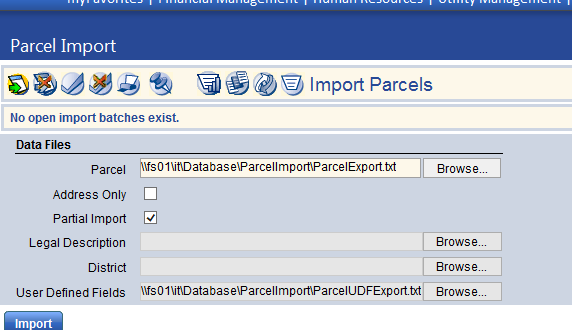 myFavorites | Financial Management | Human Resources | Utility Management |
Parcel Import
Import Parcels
No open import batches exist.
Data Files
Parcel \\fs01\it\Database\ParcelImport\ParcelExport.txt Browse...
Address Only
Partial Import
Legal Description Browse...
District Browse...
User Defined Fields \\fs01\it\Database\ParcelImport\ParcelUDFExport.txt Browse...
Import